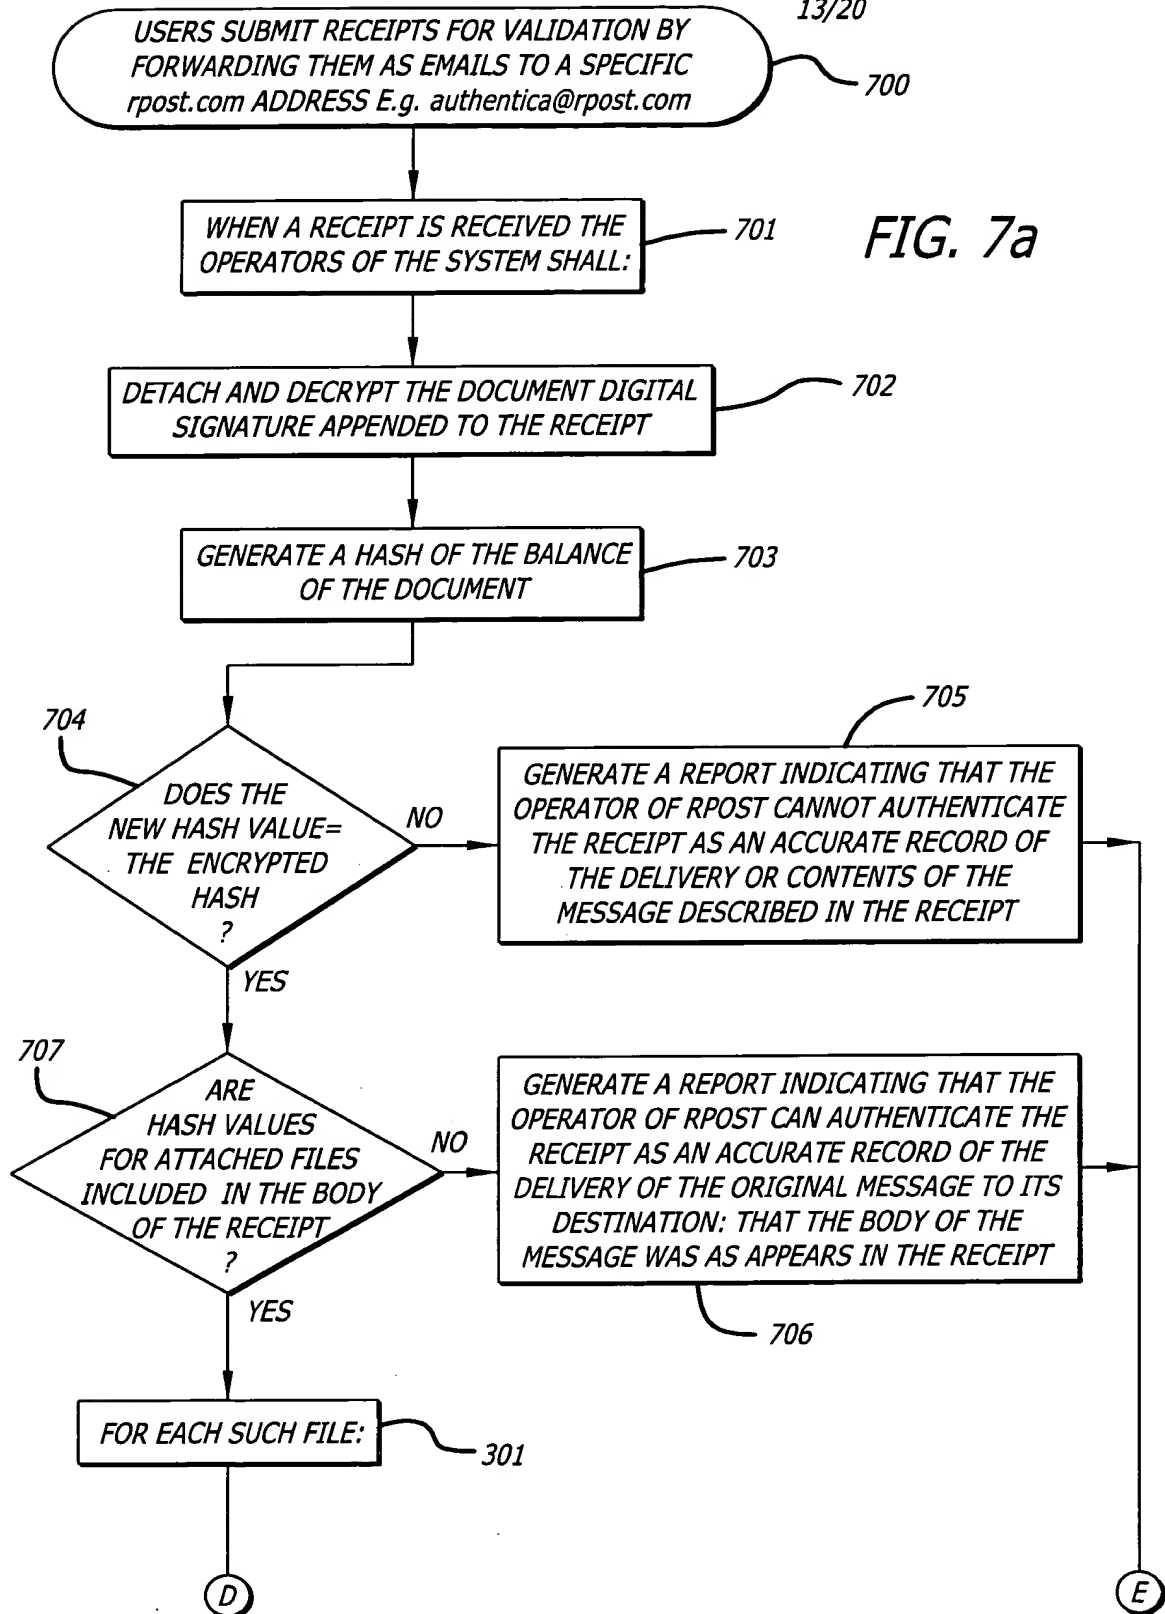 13/20
USERS SUBMIT RECEIPTS FOR VALIDATION BY
FORWARDING THEM AS EMAILS TO A SPECIFIC
rpost.com ADDRESS E.g. authentica@rpost.com
700
WHEN A RECEIPT IS RECEIVED THE
OPERATORS OF THE SYSTEM SHALL:
701
FIG. 7a
DETACH AND DECRYPT THE DOCUMENT DIGITAL
SIGNATURE APPENDED TO THE RECEIPT
702
GENERATE A HASH OF THE BALANCE
OF THE DOCUMENT
703
704
DOES THE
NEW HASH VALUE=
THE ENCRYPTED
HASH
?
NO
YES
705
GENERATE A REPORT INDICATING THAT THE
OPERATOR OF RPOST CANNOT AUTHENTICATE
THE RECEIPT AS AN ACCURATE RECORD OF
THE DELIVERY OR CONTENTS OF THE
MESSAGE DESCRIBED IN THE RECEIPT
707
ARE
HASH VALUES
FOR ATTACHED FILES
INCLUDED IN THE BODY
OF THE RECEIPT
?
NO
YES
GENERATE A REPORT INDICATING THAT THE
OPERATOR OF RPOST CAN AUTHENTICATE THE
RECEIPT AS AN ACCURATE RECORD OF THE
DELIVERY OF THE ORIGINAL MESSAGE TO ITS
DESTINATION: THAT THE BODY OF THE
MESSAGE WAS AS APPEARS IN THE RECEIPT
706
FOR EACH SUCH FILE:
301
D
E